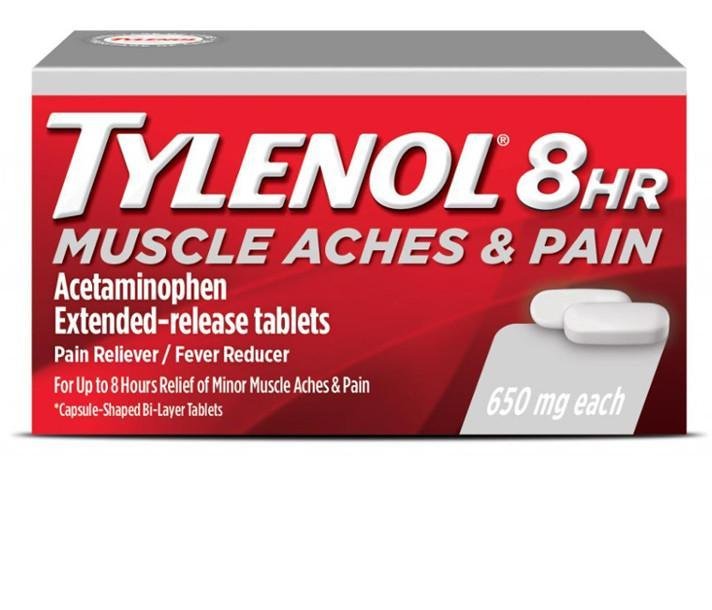 TYLENOL
TYLENOL® 8HR
MUSCLE ACHES & PAIN
Acetaminophen
Extended-release tablets
Pain Reliever / Fever Reducer
For Up to 8 Hours Relief of Minor Muscle Aches & Pain
*Capsule-Shaped Bi-Layer Tablets
650 mg each